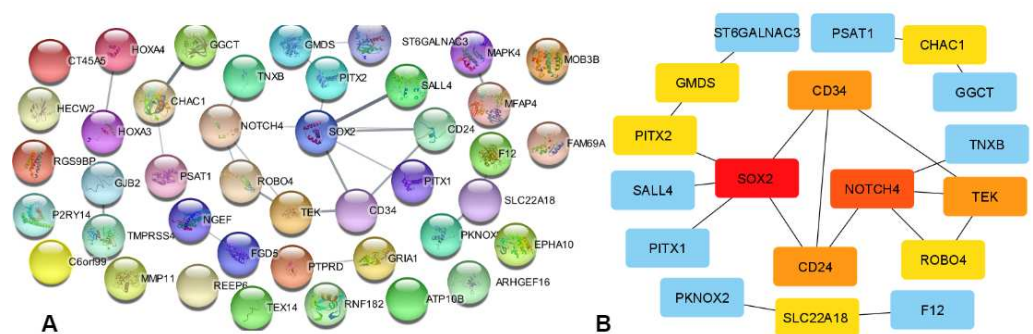 GGCT
GMDS
ST6GALNAC3
HOXA4
MAPK4
CT45A5
MOB3B
TNXB
PITX2
SALL4
HECW2
CHAC1
MFAP4
NOTCH4
SOX2
CD24
HOXA3
FAM69A
F12
RGS9BP
PSAT1
ROBO4
PITX1
GJB2
SLC22A18
TEK
CD34
P2RY14
NGEF
TMPRSS4
EPHA10
FGD5
PTPRD
GRIA1
C6orf99
MMP11
REEP6
ARHGEF16
TEX14
RNF182
ATP10B
A
ST6GALNAC3
PSAT1
CHAC1
GMDS
CD34
GGCT
PITX2
TNXB
SALL4
SOX2
NOTCH4
TEK
PITX1
CD24
ROBO4
PKNOX2
SLC22A18
F12
B